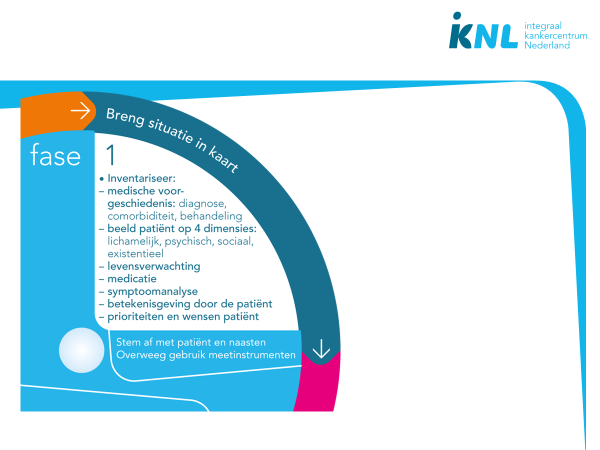 iKNL integraal
kankercentrum
Nederland
Breng situatie in kaart
fase 1
• Inventariseer:
– medische voor-
geschiedenis: diagnose,
comorbiditeit, behandeling
– beeld patiënt op 4 dimensies:
lichamelijk, psychisch, sociaal,
existentieel
– levensverwachting
– medicatie
– symptoomanalyse
– betekenisgeving door de patiënt
– prioriteiten en wensen patiënt
Stem af met patiënt en naasten
Overweeg gebruik meetinstrumenten